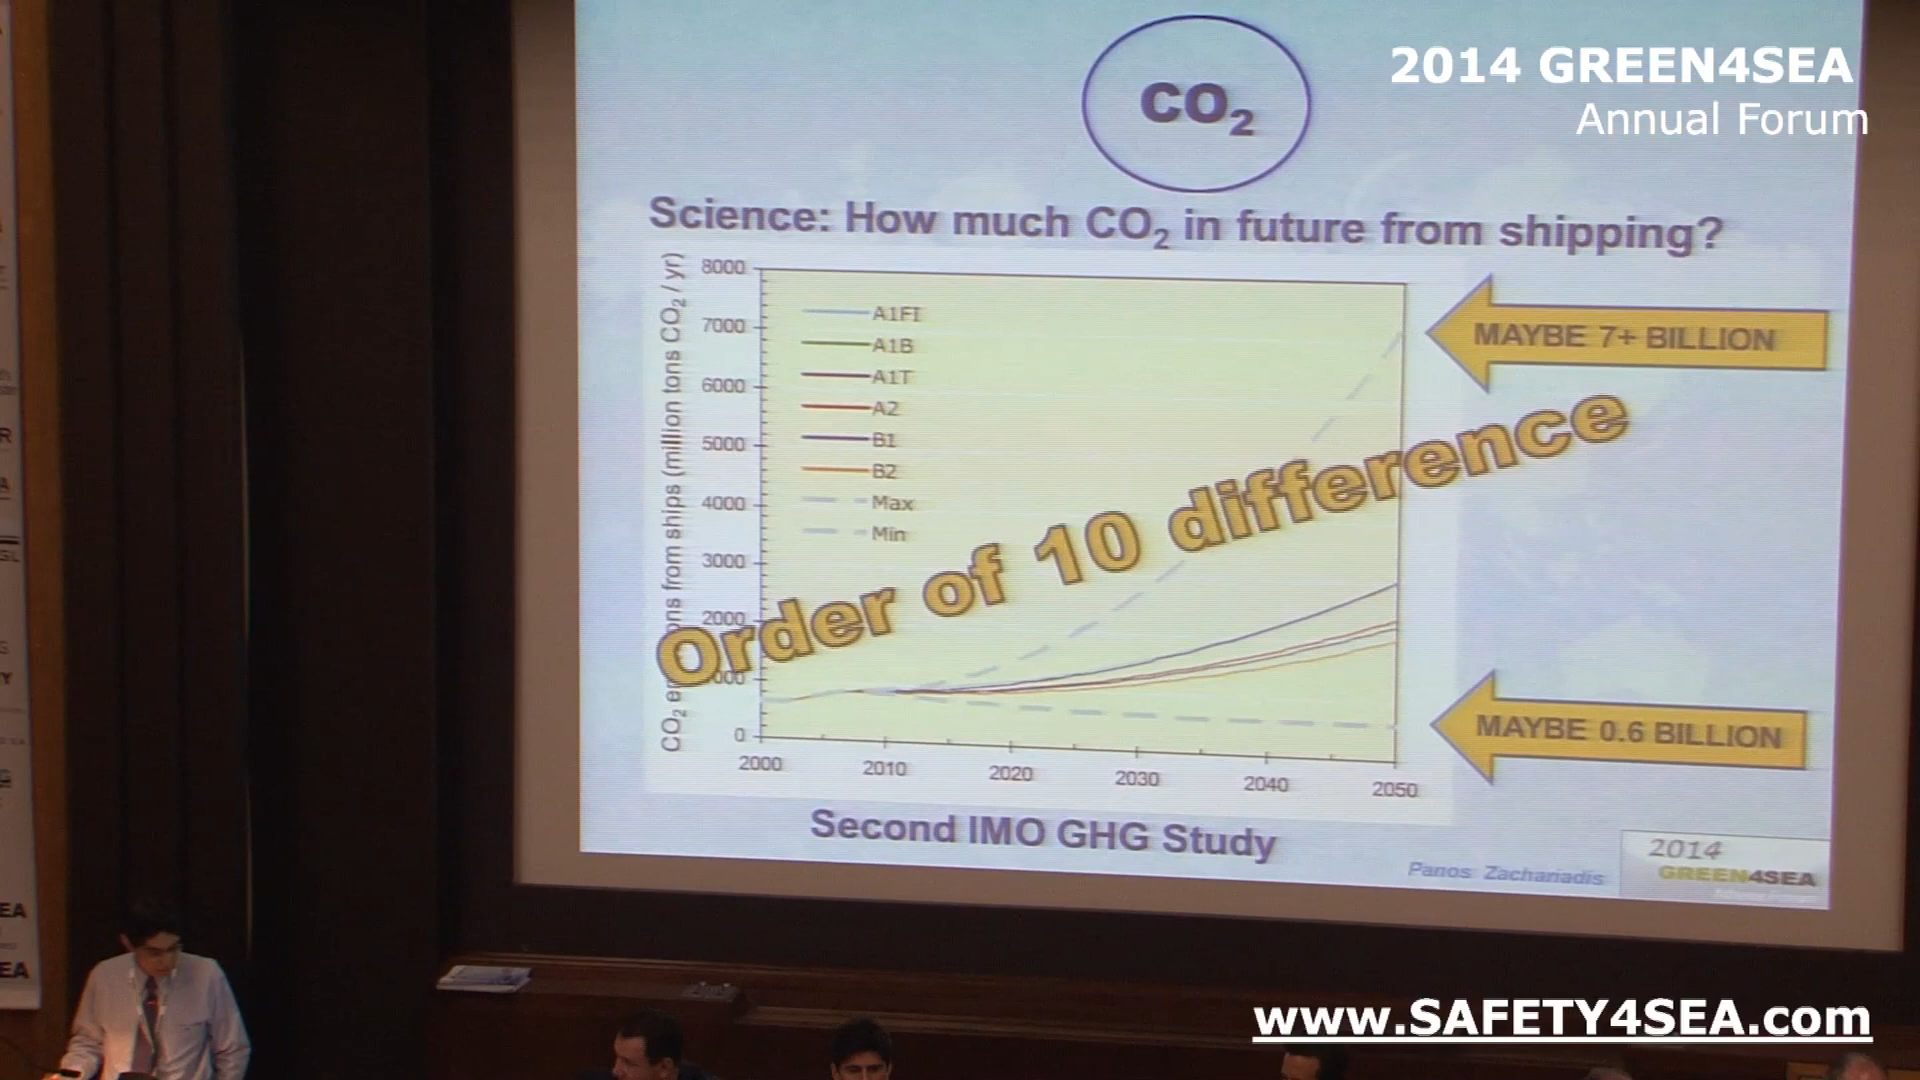 2014 GREEN4SEA
Annual Forum
CO₂
Science: How much CO₂ in future from shipping?
8000
7000
6000
5000
4000
3000
2000
0
A1FI
A1B
A1T
A2
B1
B2
Max
Min
MAYBE 7+ BILLION
Order of 10 difference
MAYBE 0.6 BILLION
2000 2010 2020 2030 2040 2050
Second IMO GHG Study
Panos Zachariadis
2014
GREEN4SEA
www.SAFETY4SEA.com